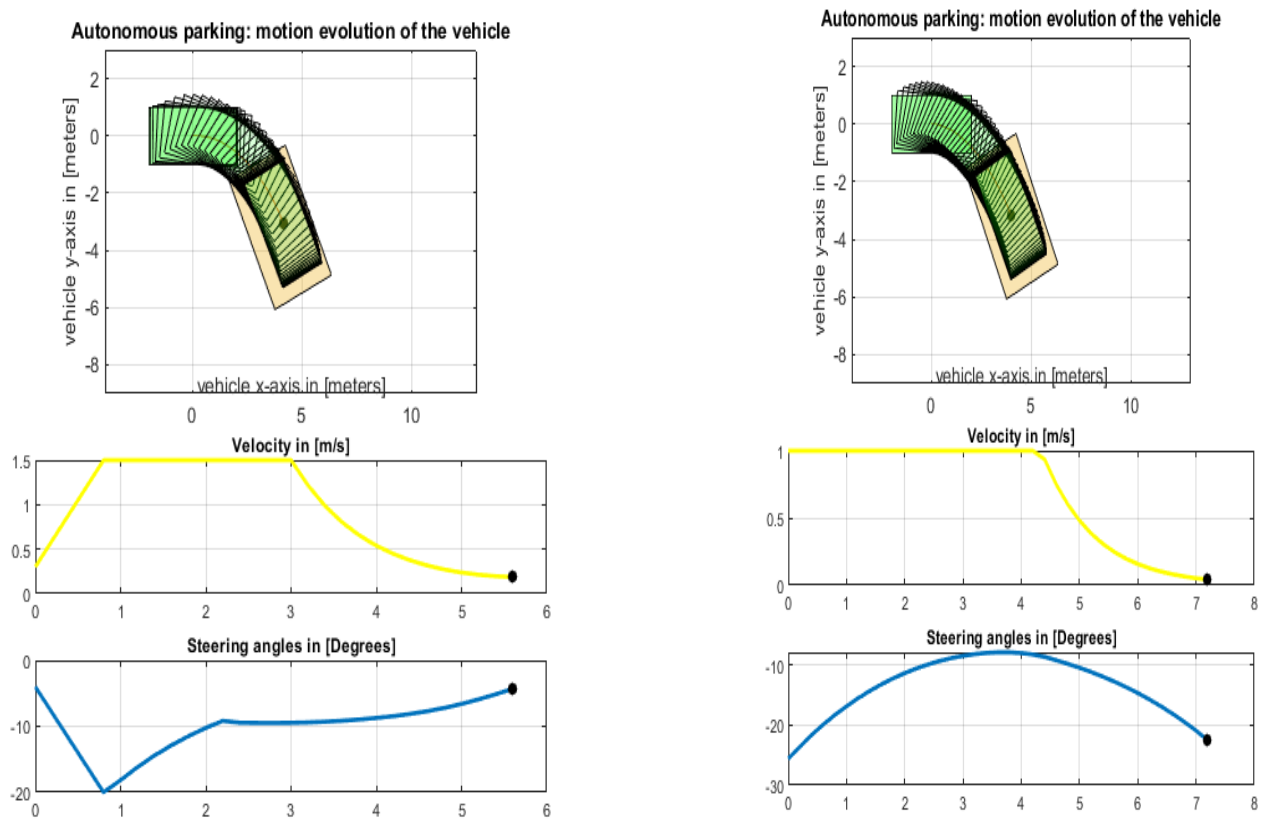 Autonomous parking: motion evolution of the vehicle
vehicle y-axis in [meters]
2
0
-2
-4
-6
-8
vehicle x-axis in [meters]
0
5
10
Velocity in [m/s]
1.5
1
0.5
0
0 1 2 3 4 5 6
Steering angles in [Degrees]
0
-10
-20
0 1 2 3 4 5 6
Autonomous parking: motion evolution of the vehicle
vehicle y-axis in [meters]
2
0
-2
-4
-6
-8
vehicle x-axis in [meters]
0
5
10
Velocity in [m/s]
1
0.5
0
0 1 2 3 4 5 6 7 8
Steering angles in [Degrees]
-10
-20
-30
0 1 2 3 4 5 6 7 8